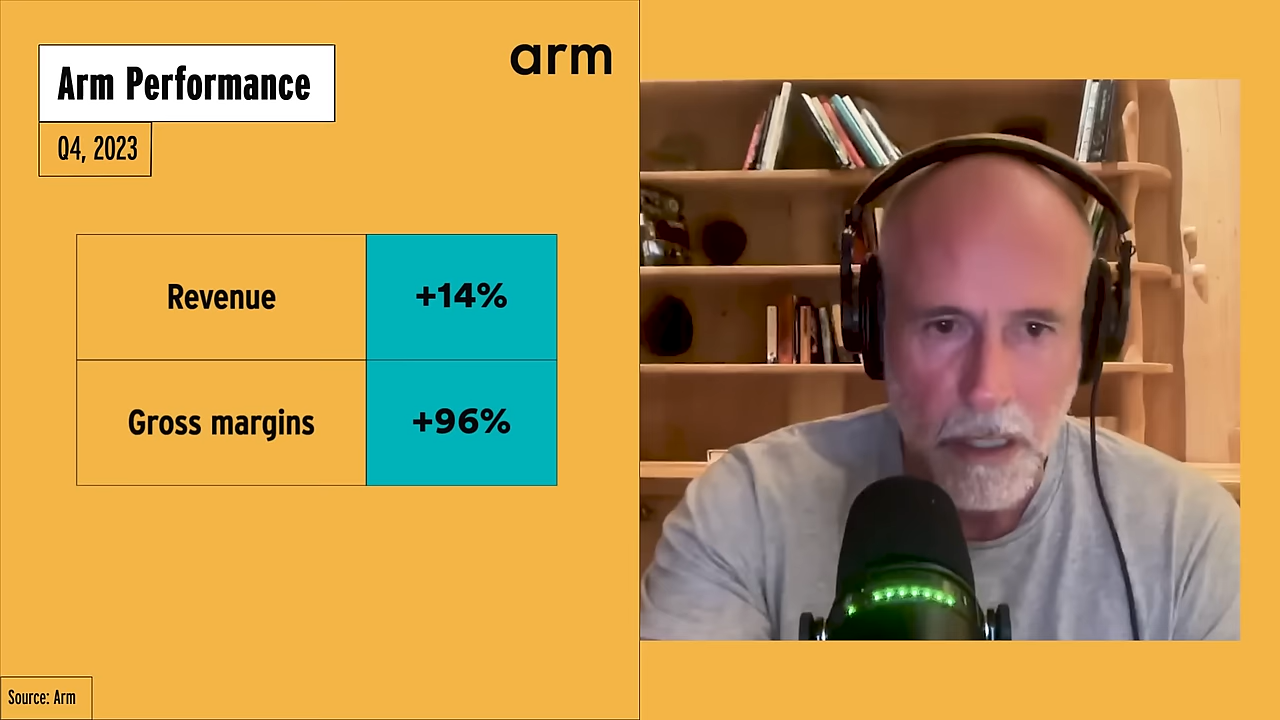 arm
Arm Performance
Q4, 2023
Revenue
+14%
Gross margins
+96%
Source: Arm